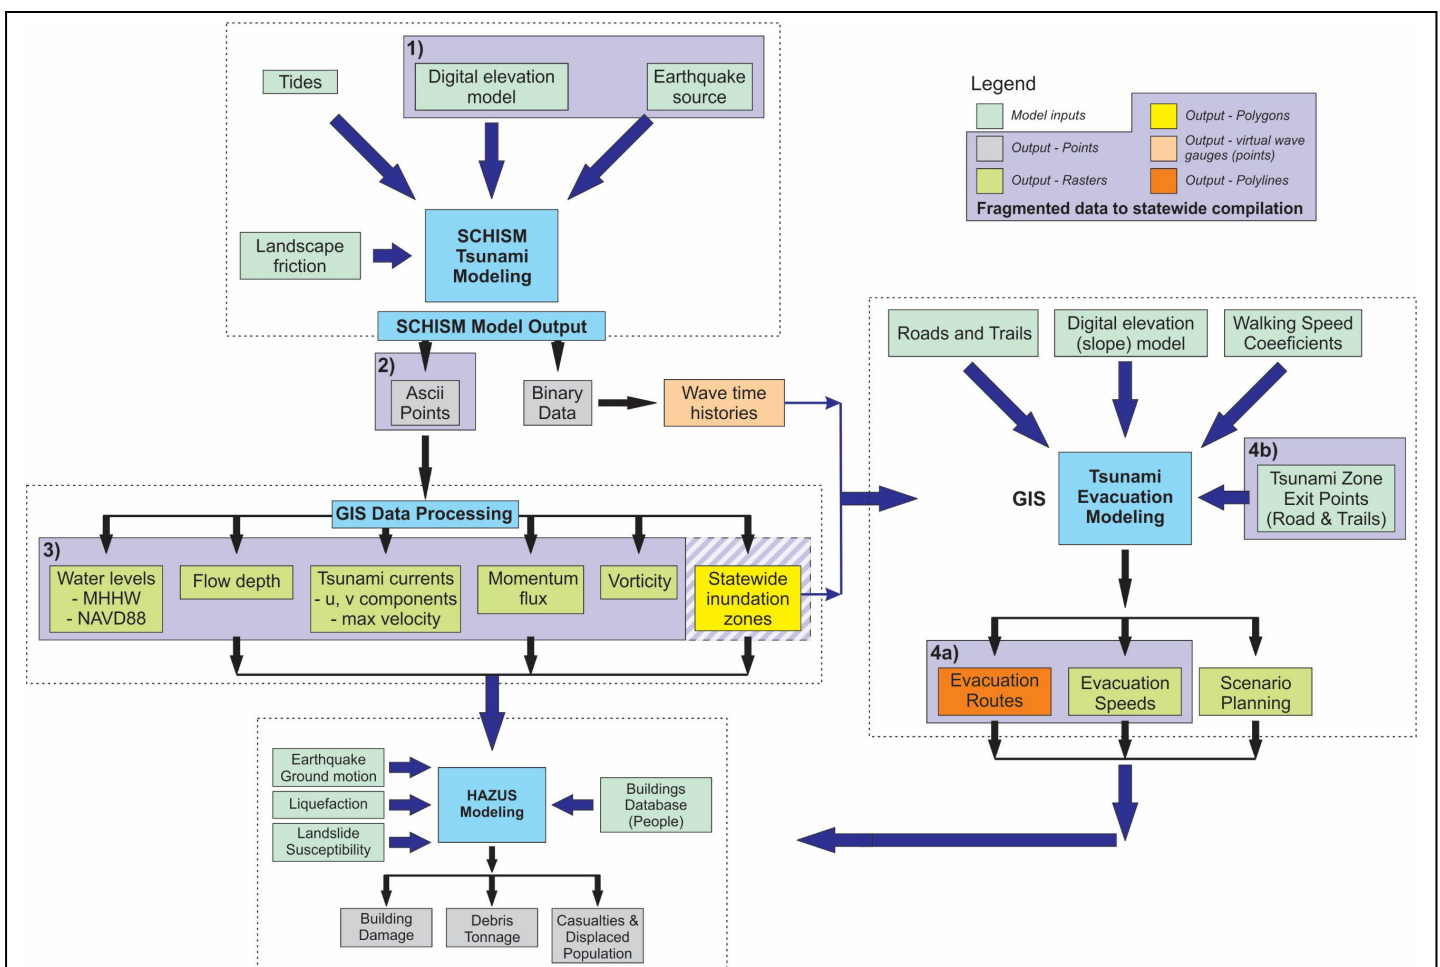 1)
Tides
Digital elevation
model
Earthquake
source
Landscape
friction
SCHISM
Tsunami
Modeling
SCHISM Model Output
2)
Ascii
Points
Binary
Data
Wave time
histories
GIS Data Processing
3)
Water levels
- MHHW
- NAVD88
Flow depth
Tsunami currents
- u, v components
- max velocity
Momentum
flux
Vorticity
Statewide
inundation
zones
Earthquake
Ground motion
Liquefaction
Landslide
Susceptibility
HAZUS
Modeling
Buildings
Database
(People)
Building
Damage
Debris
Tonnage
Casualties &
Displaced
Population
Legend
Model inputs
Output - Points
Output - Rasters
Output - Polygons
Output - virtual wave
gauges (points)
Output - Polylines
Fragmented data to statewide compilation
Roads and Trails
Digital elevation
(slope) model
Walking Speed
Coeeficients
GIS
Tsunami
Evacuation
Modeling
4b)
Tsunami Zone
Exit Points
(Road & Trails)
4a)
Evacuation
Routes
Evacuation
Speeds
Scenario
Planning